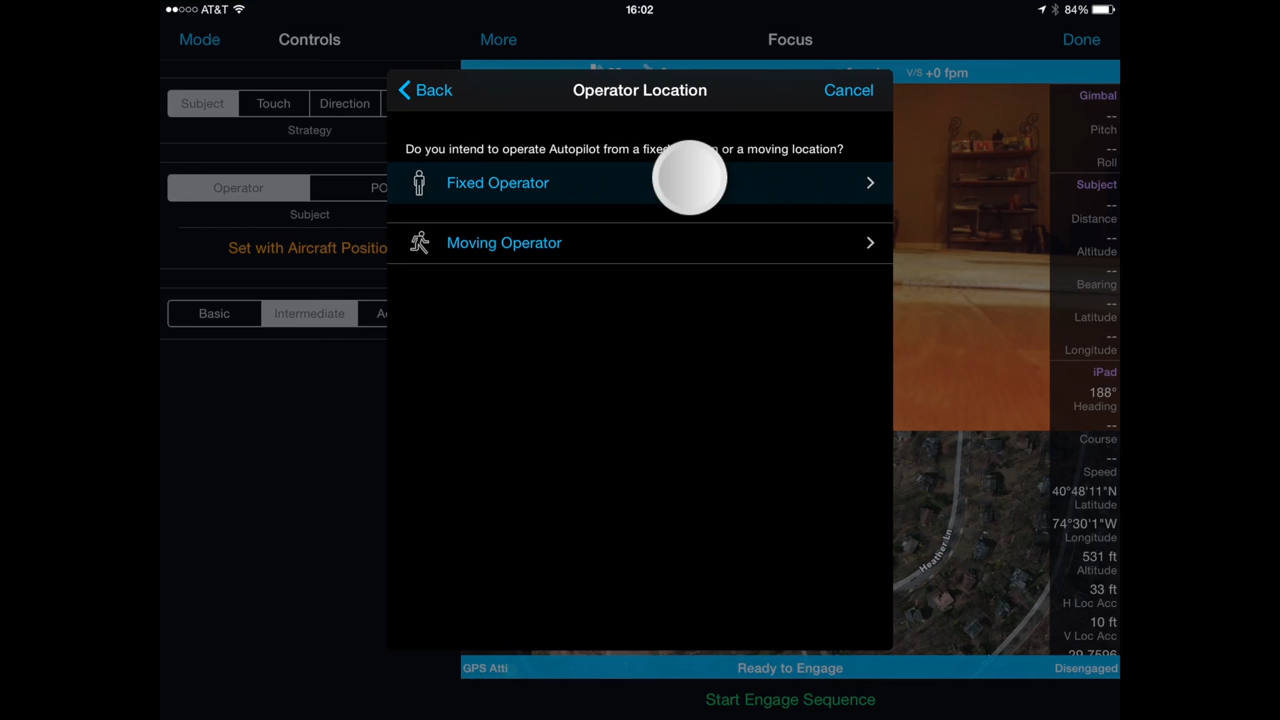 AT&T 16:02 84%
Mode Controls More Focus Done
V/S +0 fpm
Back Operator Location Cancel
Do you intend to operate Autopilot from a fixed or a moving location?
Fixed Operator
Moving Operator
Subject Touch Direction
Strategy
Operator PO
Subject
Set with Aircraft Positio
Basic Intermediate A
Gimbal
--
Pitch
--
Roll
Subject
--
Distance
--
Altitude
--
Bearing
--
Latitude
--
Longitude
iPad
188°
Heading
--
Course
--
Speed
40°48'11"N
Latitude
74°30'1"W
Longitude
531 ft
Altitude
33 ft
H Loc Acc
10 ft
V Loc Acc
29.7596
Heather Ln
GPS Atti Ready to Engage Disengaged
Start Engage Sequence